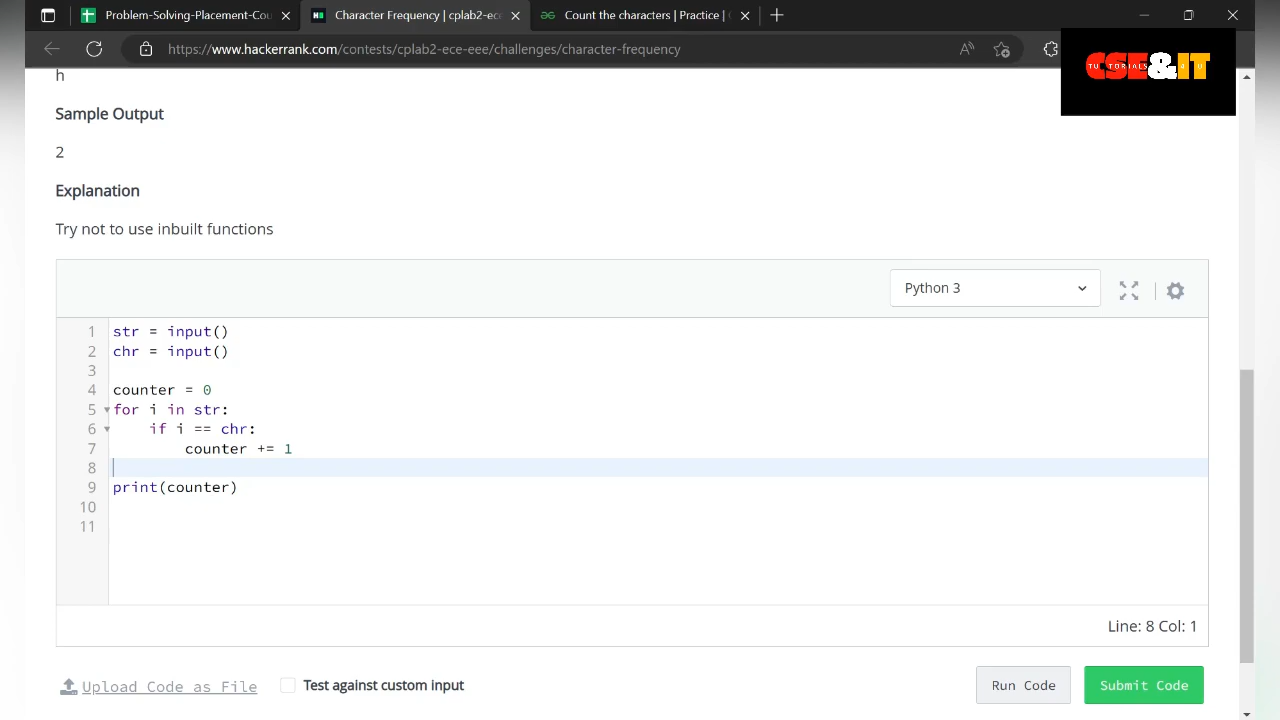 Problem-Solving-Placement-Cou
Character Frequency | cplab2-ece
Count the characters | Practice |
https://www.hackerrank.com/contests/cplab2-ece-eee/challenges/character-frequency
CSE&IT
TUTORIALS 4 U
h
Sample Output
2
Explanation
Try not to use inbuilt functions
Python 3
1 str = input()
2 chr = input()
3
4 counter = 0
5 for i in str:
6 if i == chr:
7 counter += 1
8
9 print(counter)
10
11
Line: 8 Col: 1
Upload Code as File
Test against custom input
Run Code
Submit Code